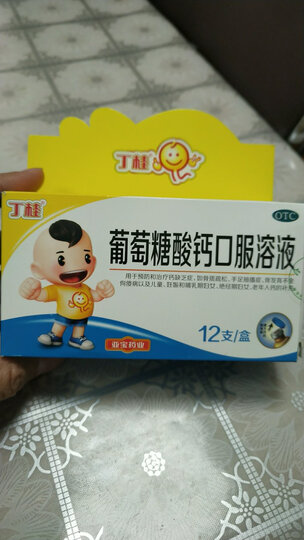 丁桂
丁桂
OTC
葡萄糖酸钙口服溶液
用于预防和治疗钙缺乏症，如骨质疏松，手足抽搐症，骨发育不全，
佝偻病以及儿童、妊娠和哺乳期妇女、绝经期妇女、老年人钙的补充。
12支/盒
亚宝药业